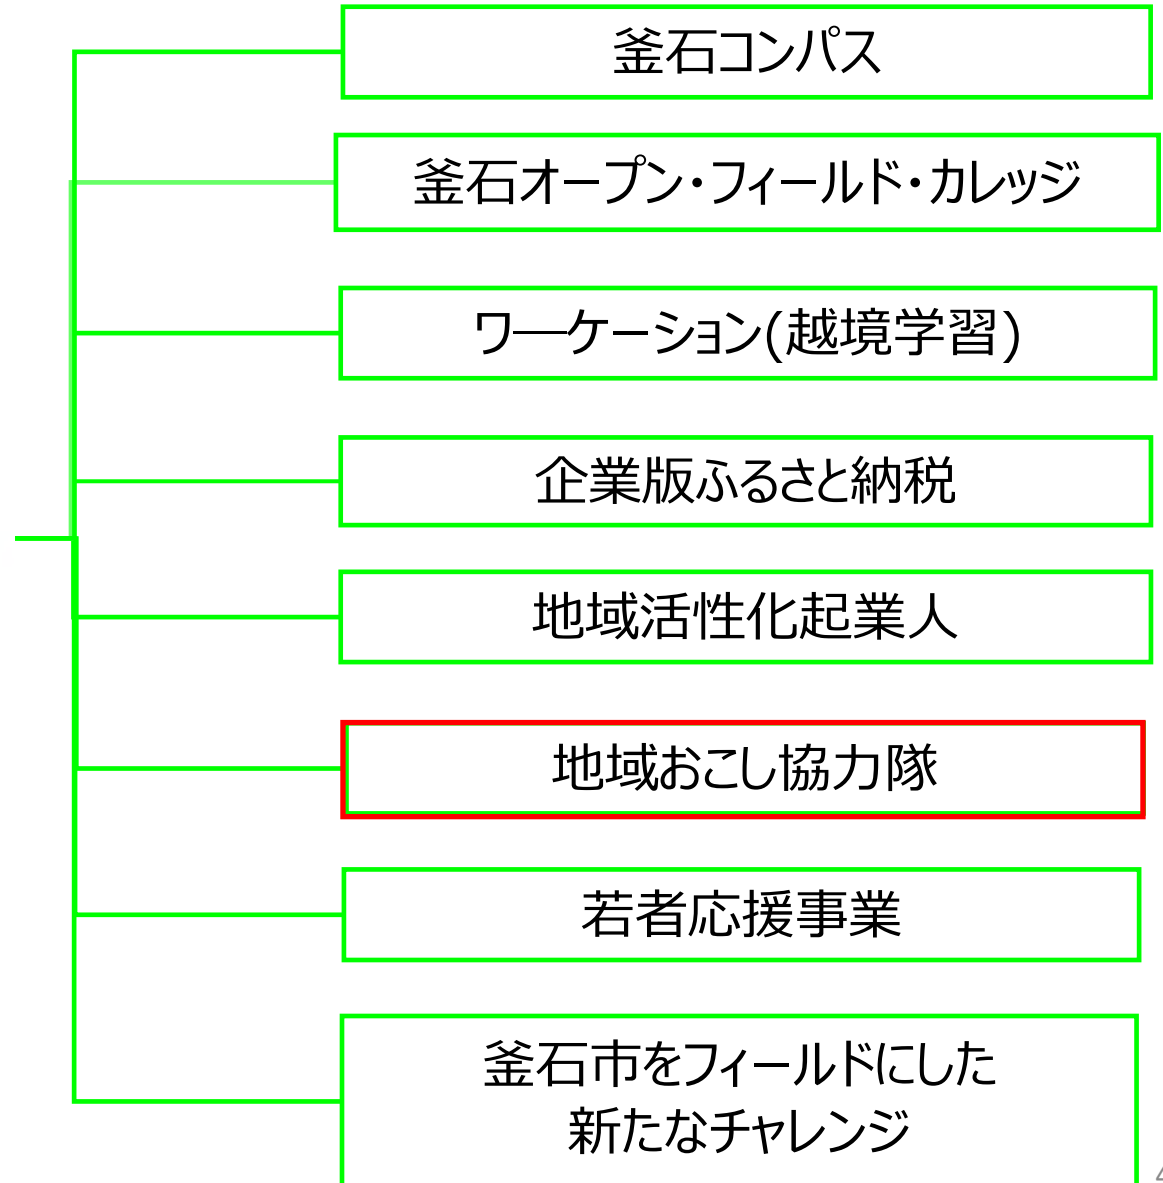 釜石コンパス
釜石オープン・フィールド・カレッジ
ワ―ケーション(越境学習)
企業版ふるさと納税
地域活性化起業人
地域おこし協力隊
若者応援事業
釜石市をフィールドにした
新たなチャレンジ